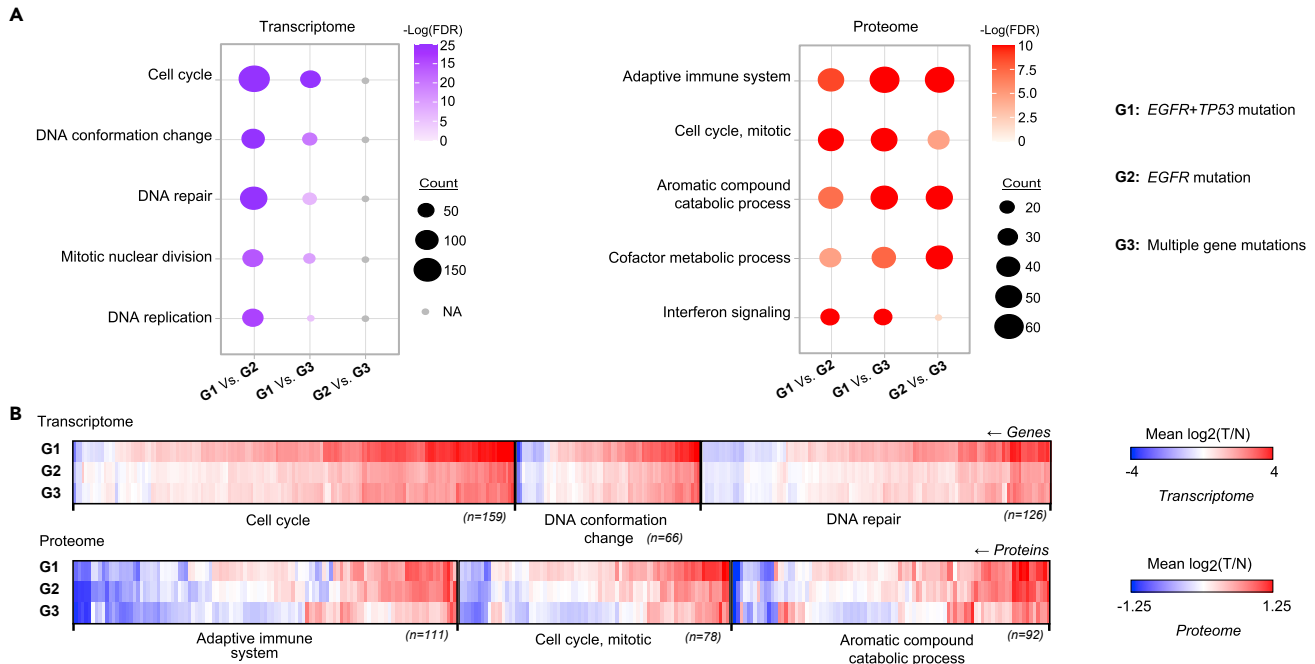 A
Transcriptome
-Log(FDR)
25
15
20
10
5
0
Cell cycle
DNA conformation change
DNA repair
Mitotic nuclear division
DNA replication
Count
50
100
150
NA
G1 Vs. G2
G1 Vs. G3
G2 Vs. G3
Proteome
-Log(FDR)
10
7.5
5.0
2.5
0
Adaptive immune system
Cell cycle, mitotic
Aromatic compound
catabolic process
Cofactor metabolic process
Interferon signaling
Count
20
30
40
50
60
G1 Vs. G2
G1 Vs. G3
G2 Vs. G3
G1: EGFR+TP53 mutation
G2: EGFR mutation
G3: Multiple gene mutations
B
Transcriptome
← Genes
G1
G2
G3
Cell cycle
(n=159)
DNA conformation
change (n=66)
DNA repair
(n=126)
Mean log2(T/N)
-4 4
Transcriptome
Proteome
← Proteins
G1
G2
G3
Adaptive immune
system
(n=111)
Cell cycle, mitotic
(n=78)
Aromatic compound
catabolic process
(n=92)
Mean log2(T/N)
-1.25 1.25
Proteome